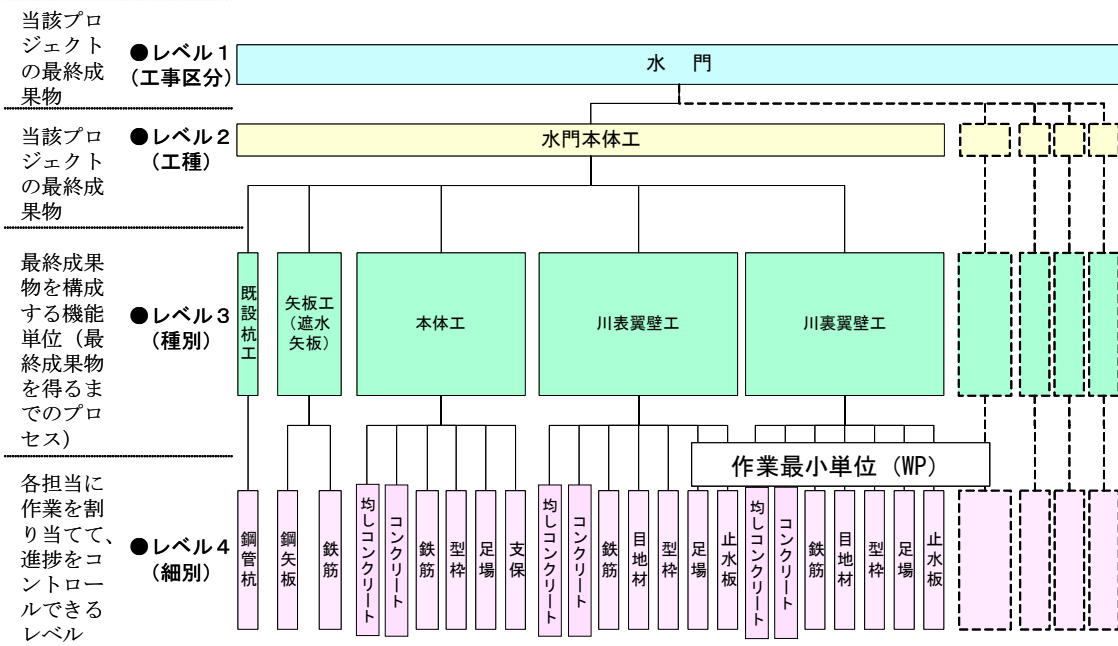 当該プロ
ジェクト
の最終成
果物
●レベル１
(工事区分)
水　門
当該プロ
ジェクト
の最終成
果物
●レベル２
(工種)
水門本体工
最終成果
物を構成
する機能
単位（最
終成果物
を得るま
でのプロ
セス）
●レベル３
(種別)
既設杭工
矢板工
(遮水
矢板)
本体工
川表翼壁工
川裏翼壁工
作業最小単位（WP）
各担当に
作業を割
り当てて、
進捗をコ
ントロー
ルできる
レベル
●レベル４
(細別)
鋼管杭
鋼矢板
鉄筋
均しコンクリート
コンクリート
鉄筋
型枠
足場
支保
均しコンクリート
コンクリート
鉄筋
目地材
型枠
足場
止水板
均しコンクリート
コンクリート
鉄筋
目地材
型枠
足場
止水板